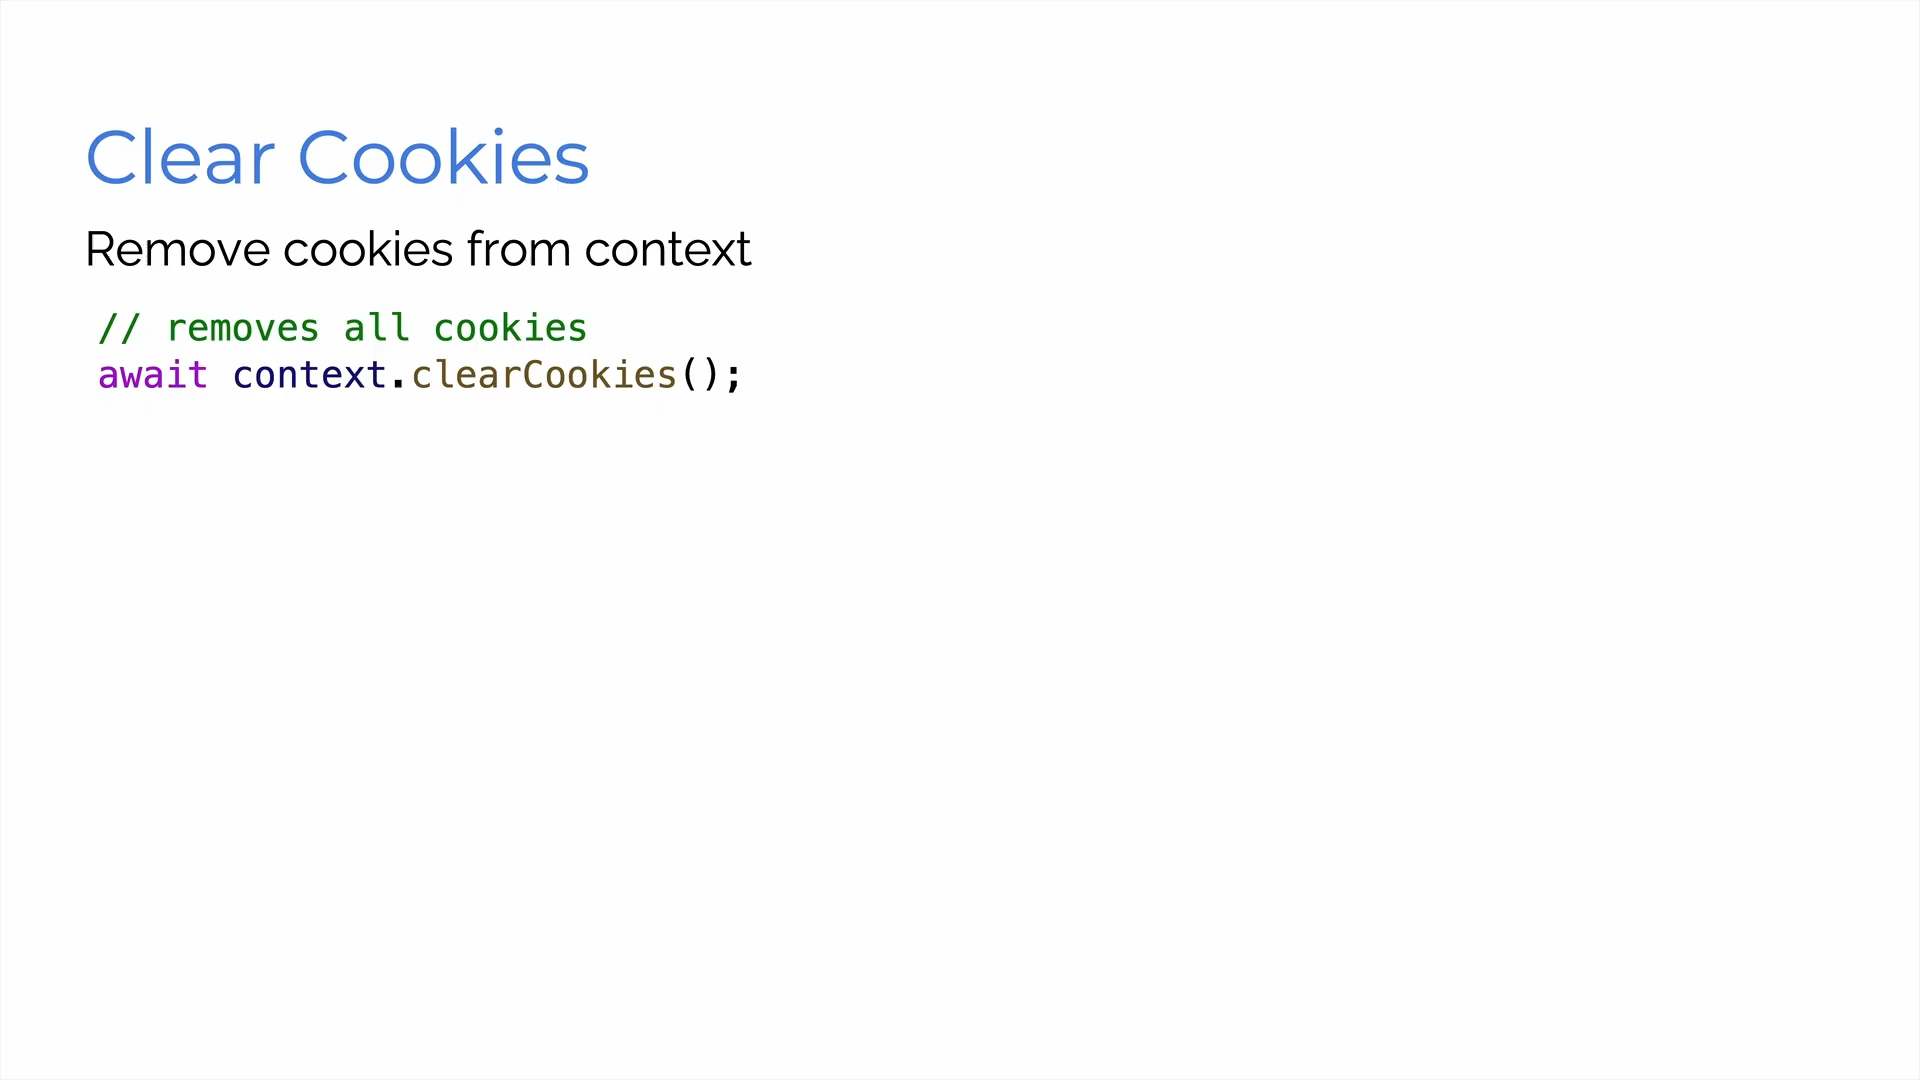 Clear Cookies
Remove cookies from context
// removes all cookies
await context.clearCookies();